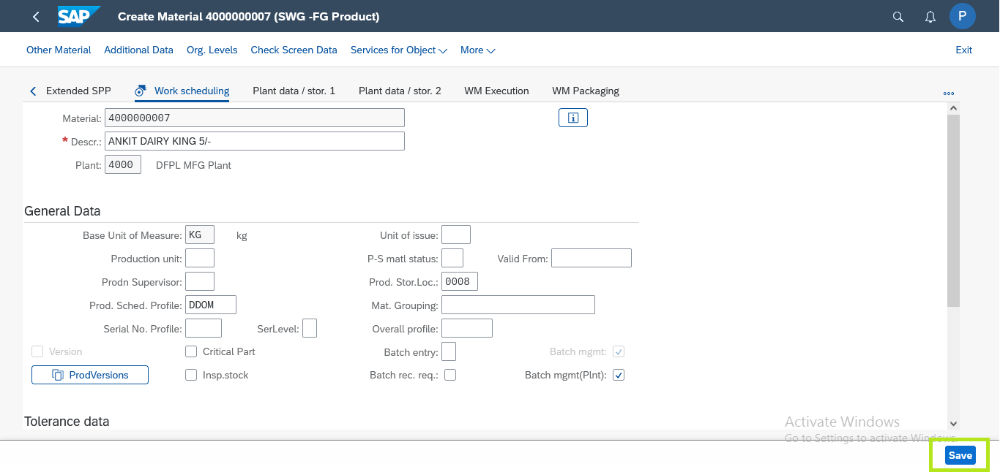 SAP Create Material 4000000007 (SWG -FG Product) P
Other Material Additional Data Org. Levels Check Screen Data Services for Object More Exit
Extended SPP Work scheduling Plant data / stor. 1 Plant data / stor. 2 WM Execution WM Packaging
Material: 4000000007
* Descr.: ANKIT DAIRY KING 5/-
Plant: 4000 DFPL MFG Plant
General Data
Base Unit of Measure: KG kg Unit of issue:
Production unit: P-S matl status: Valid From:
Prodn Supervisor: Prod. Stor.Loc.: 0008
Prod. Sched. Profile: DDOM Mat. Grouping:
Serial No. Profile: SerLevel: Overall profile:
Version Critical Part Batch entry: Batch mgmt:
ProdVersions Insp.stock Batch rec. req.: Batch mgmt(Plnt):
Tolerance data
Activate Windows
Go to Settings to activate Windows.
Save